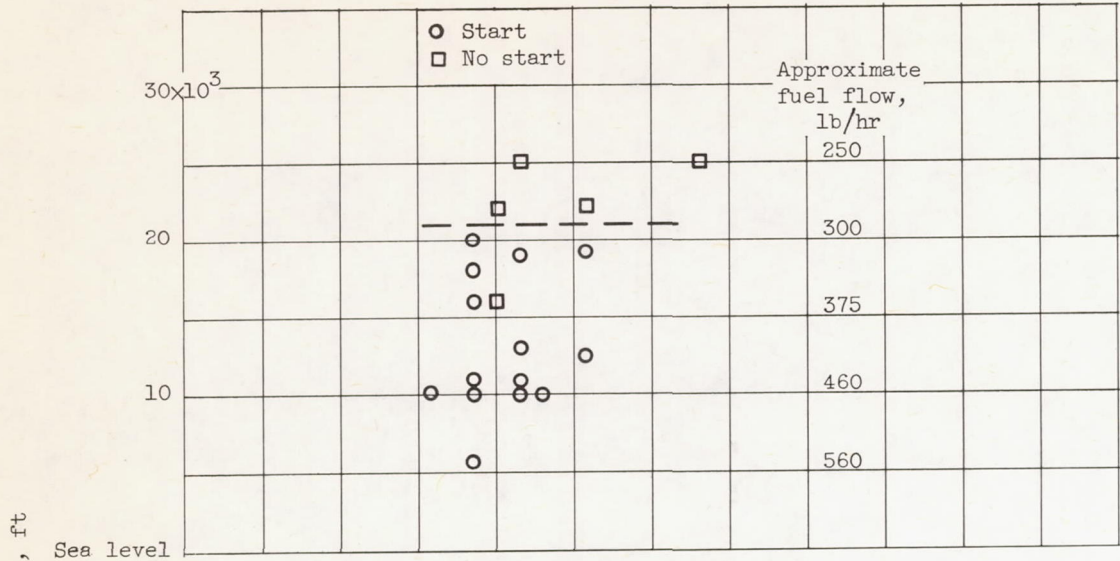 Start
No start
30x10³
Approximate
fuel flow,
lb/hr
250
20
300
375
10
460
560
, ft
Sea level